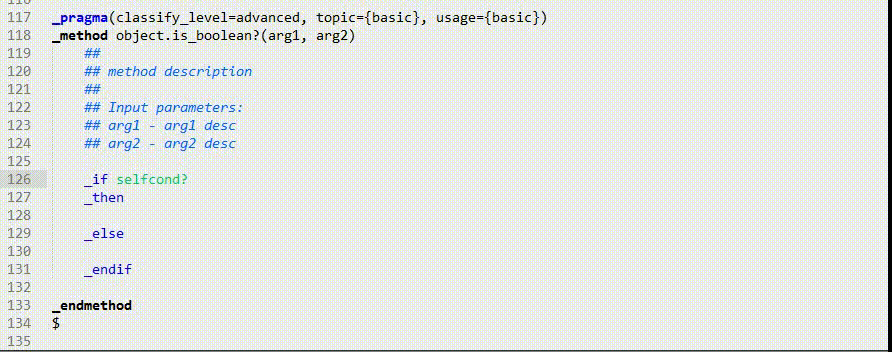 117 _pragma(classify_level=advanced, topic={basic}, usage={basic})
118 _method object.is_boolean?(arg1, arg2)
119 ##
120 ## method description
121 ##
122 ## Input parameters:
123 ## arg1 - arg1 desc
124 ## arg2 - arg2 desc
125
126 _if selfcond?
127 _then
128
129 _else
130
131 _endif
132
133 _endmethod
134 $
135